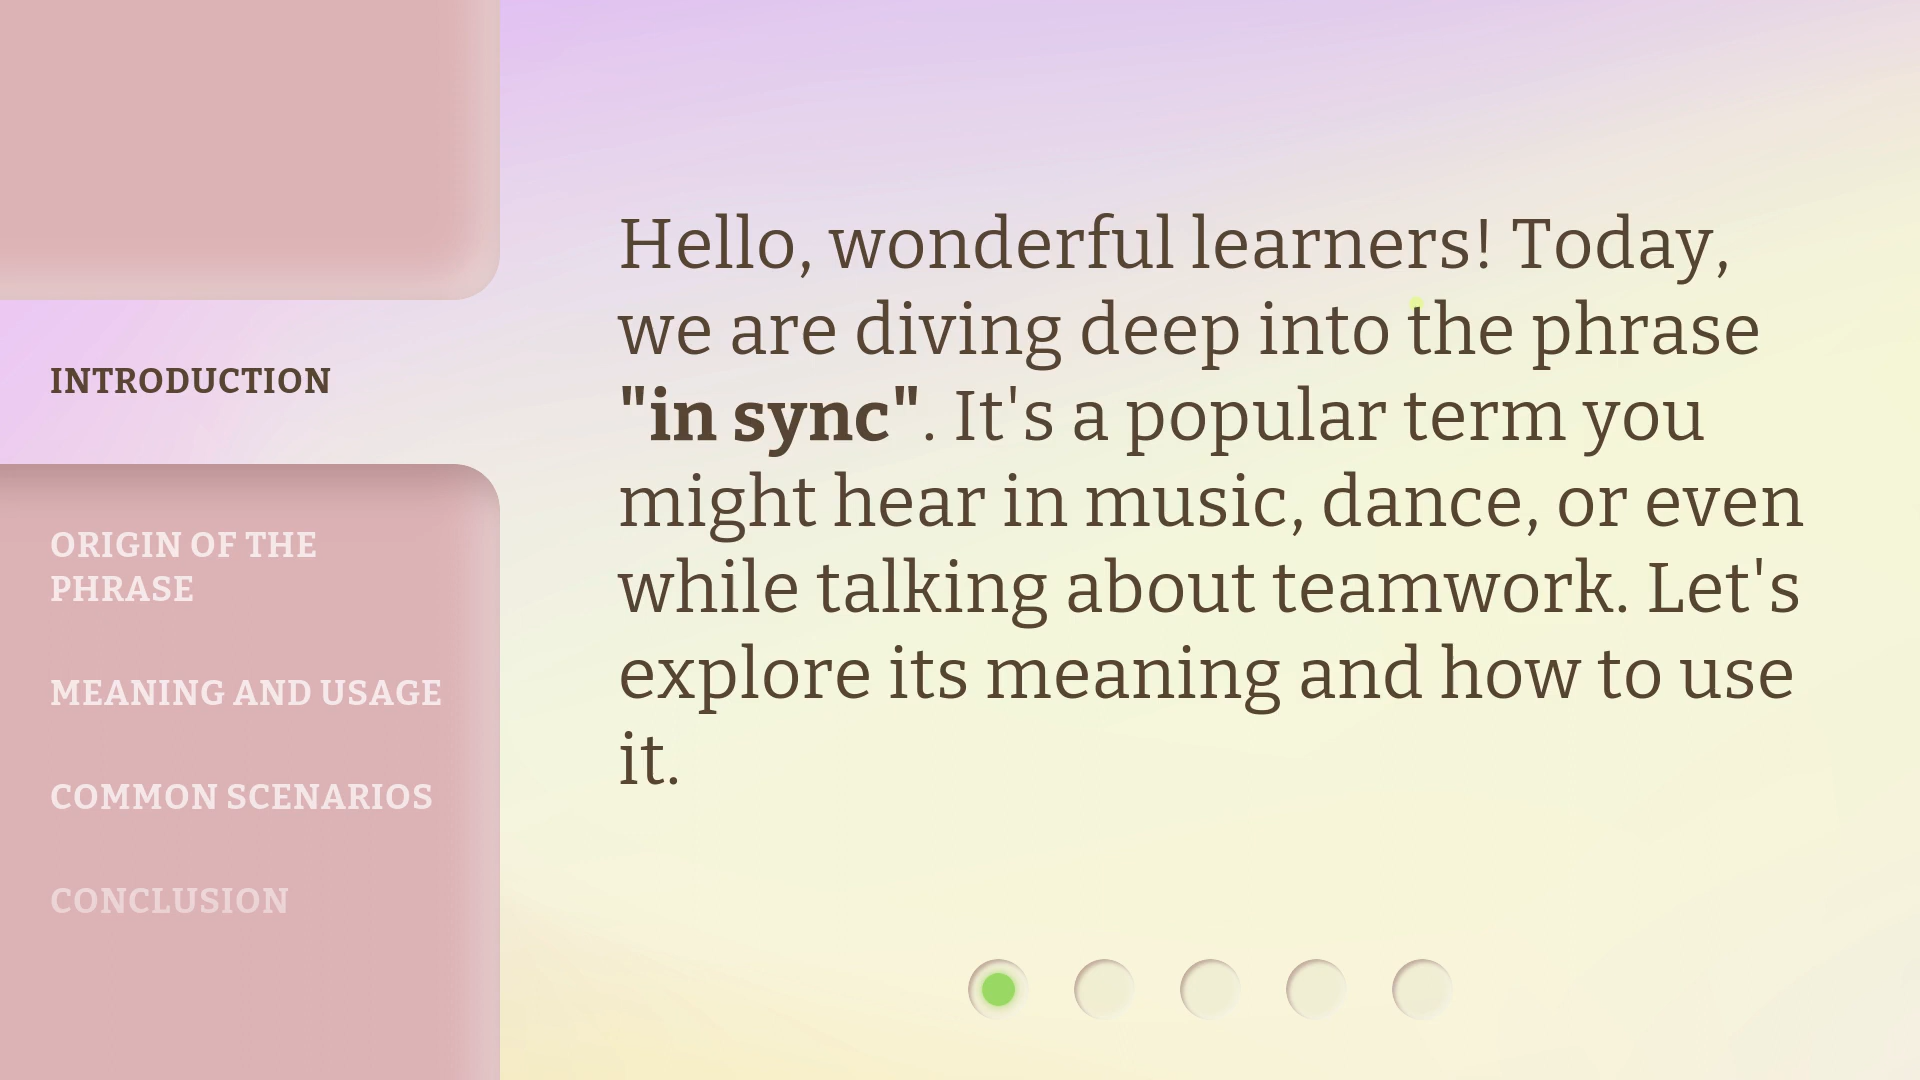 INTRODUCTION
ORIGIN OF THE
PHRASE
MEANING AND USAGE
COMMON SCENARIOS
CONCLUSION
Hello, wonderful learners! Today,
we are diving deep into the phrase
"in sync". It's a popular term you
might hear in music, dance, or even
while talking about teamwork. Let's
explore its meaning and how to use
it.